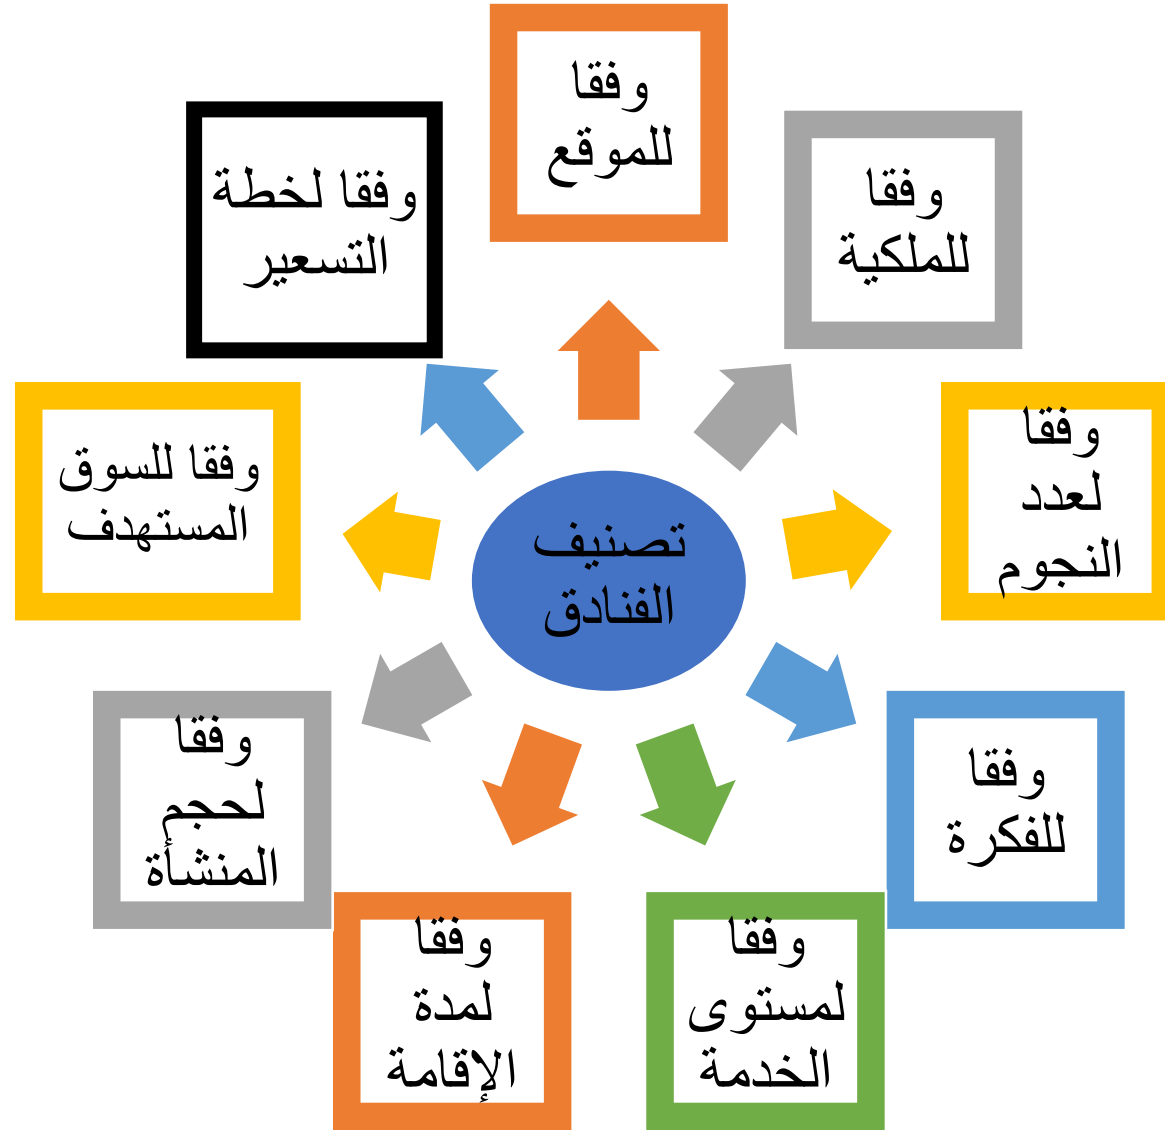 وفقا
للموقع
وفقا
للملكية
وفقا
لعدد
النجوم
وفقا
للفكرة
وفقا
لمستوى
الخدمة
وفقا
لمدة
الإقامة
وفقا
لحجم
المنشأة
وفقا للسوق
المستهدف
وفقا لخطة
التسعير
تصنيف
الفنادق